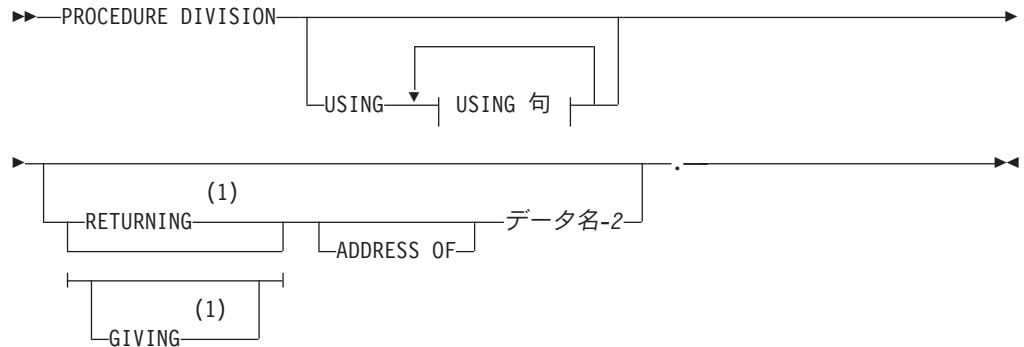 PROCEDURE DIVISION
USING USING 句
.
(1)
RETURNING データ名-2
ADDRESS OF
(1)
GIVING